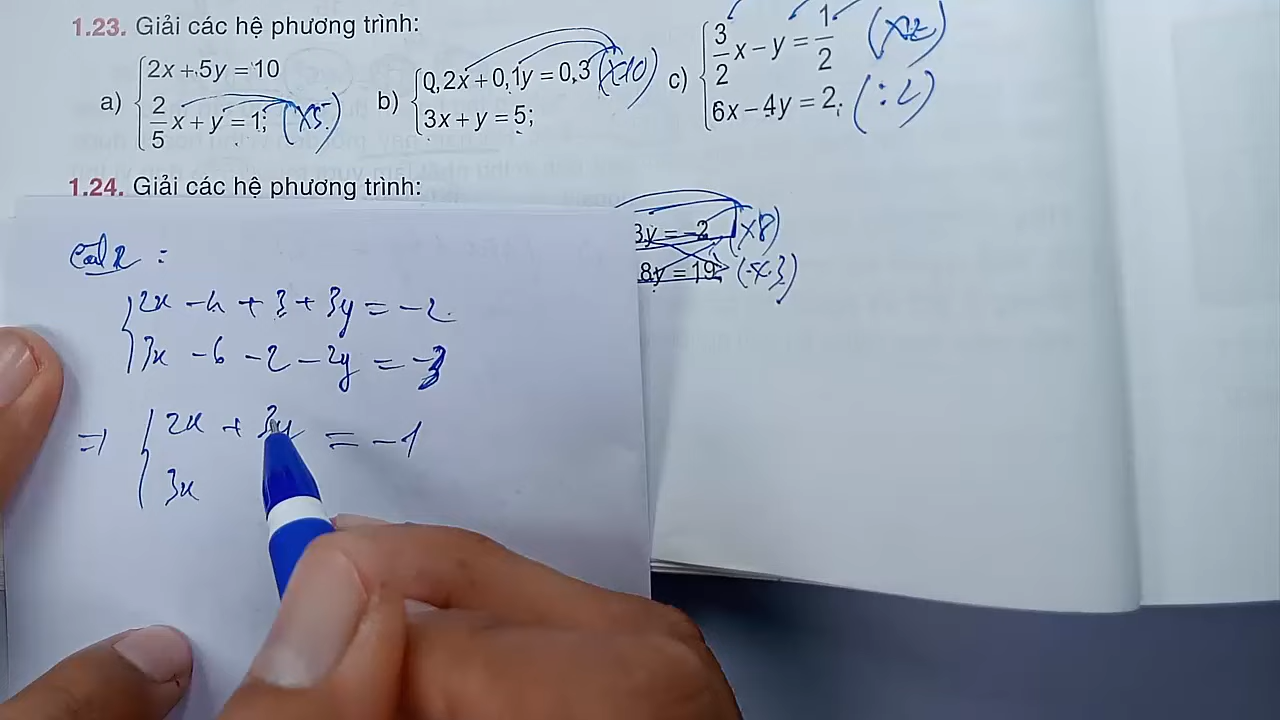 1.23. Giải các hệ phương trình:
a) { 2x + 5y = 10
2/5 x + y = 1; (x5)
b) { 0,2x + 0,1y = 0,3 (x10)
3x + y = 5;
c) { 3/2 x - y = 1/2 (x2)
6x - 4y = 2. (:2)
1.24. Giải các hệ phương trình:
3y = -2 (x8)
8y = 19
:
{ 2x - 4 + 3 + 3y = -2
3x - 6 - 2 - 2y = -3
=> { 2x + 3y = -1
3x